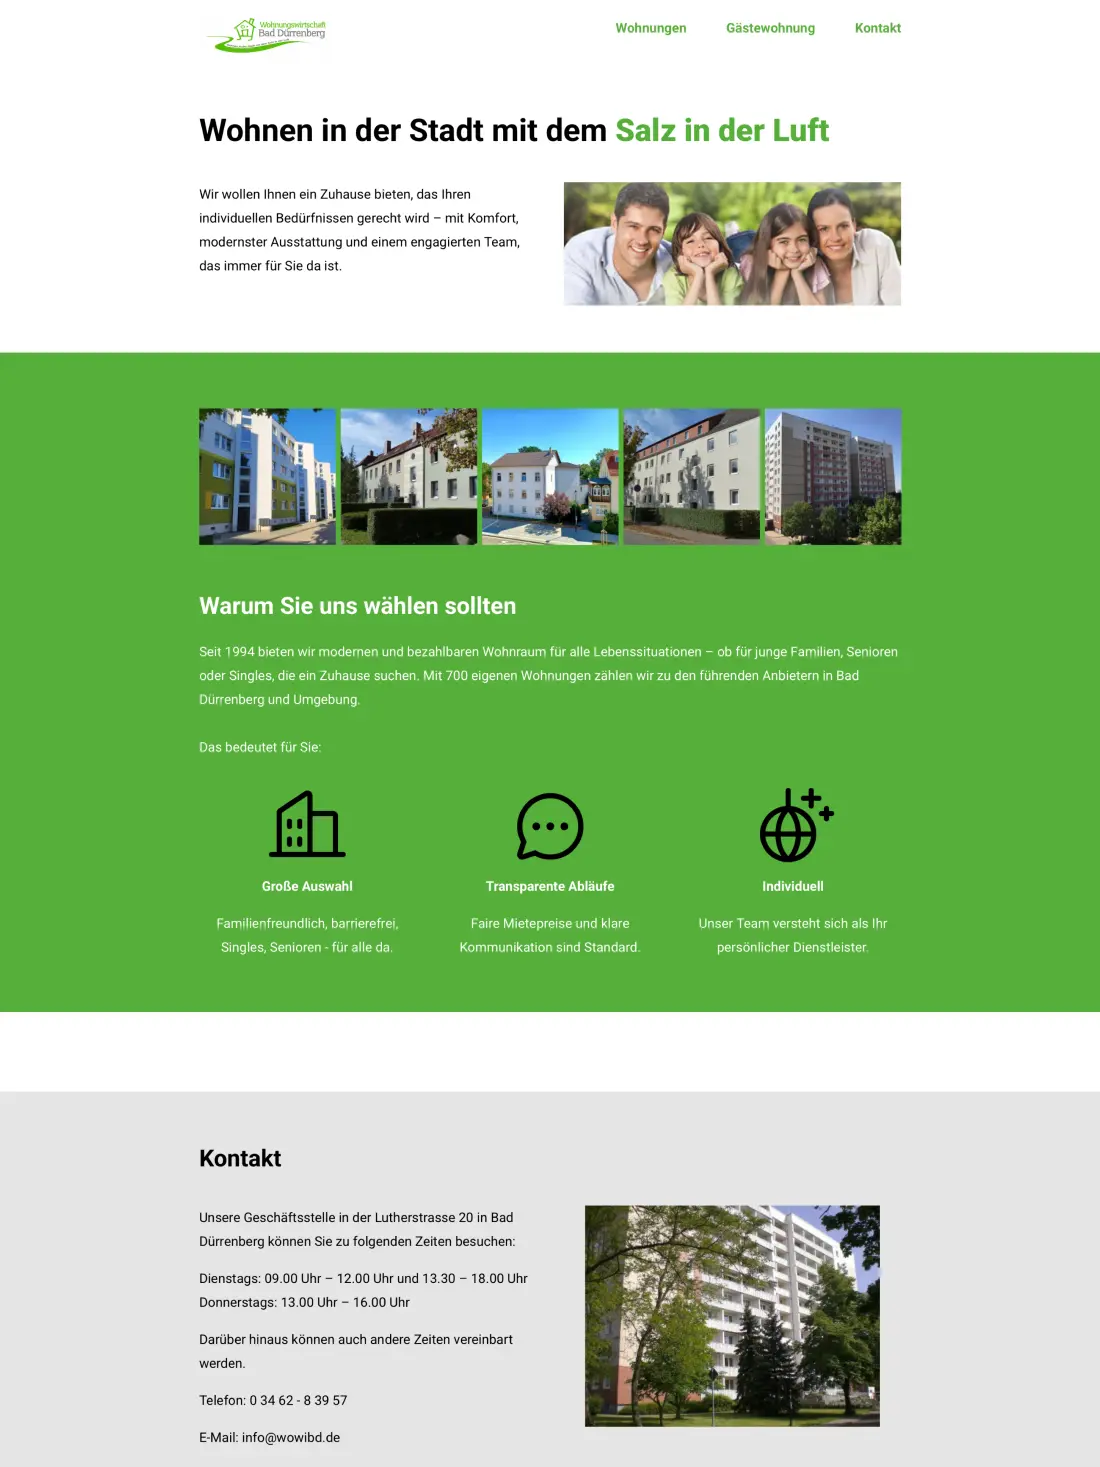 Wohnungswirtschaft
Bad Dürrenberg
Wohnungen
Gästewohnung
Kontakt
Wohnen in der Stadt mit dem Salz in der Luft
Wir wollen Ihnen ein Zuhause bieten, das Ihren
individuellen Bedürfnissen gerecht wird – mit Komfort,
modernster Ausstattung und einem engagierten Team,
das immer für Sie da ist.
Warum Sie uns wählen sollten
Seit 1994 bieten wir modernen und bezahlbaren Wohnraum für alle Lebenssituationen – ob für junge Familien, Senioren
oder Singles, die ein Zuhause suchen. Mit 700 eigenen Wohnungen zählen wir zu den führenden Anbietern in Bad
Dürrenberg und Umgebung.
Das bedeutet für Sie:
Große Auswahl
Familienfreundlich, barrierefrei,
Singles, Senioren - für alle da.
Transparente Abläufe
Faire Mietepreise und klare
Kommunikation sind Standard.
Individuell
Unser Team versteht sich als Ihr
persönlicher Dienstleister.
Kontakt
Unsere Geschäftsstelle in der Lutherstrasse 20 in Bad
Dürrenberg können Sie zu folgenden Zeiten besuchen:
Dienstags: 09.00 Uhr – 12.00 Uhr und 13.30 – 18.00 Uhr
Donnerstags: 13.00 Uhr – 16.00 Uhr
Darüber hinaus können auch andere Zeiten vereinbart
werden.
Telefon: 0 34 62 - 8 39 57
E-Mail: info@wowibd.de